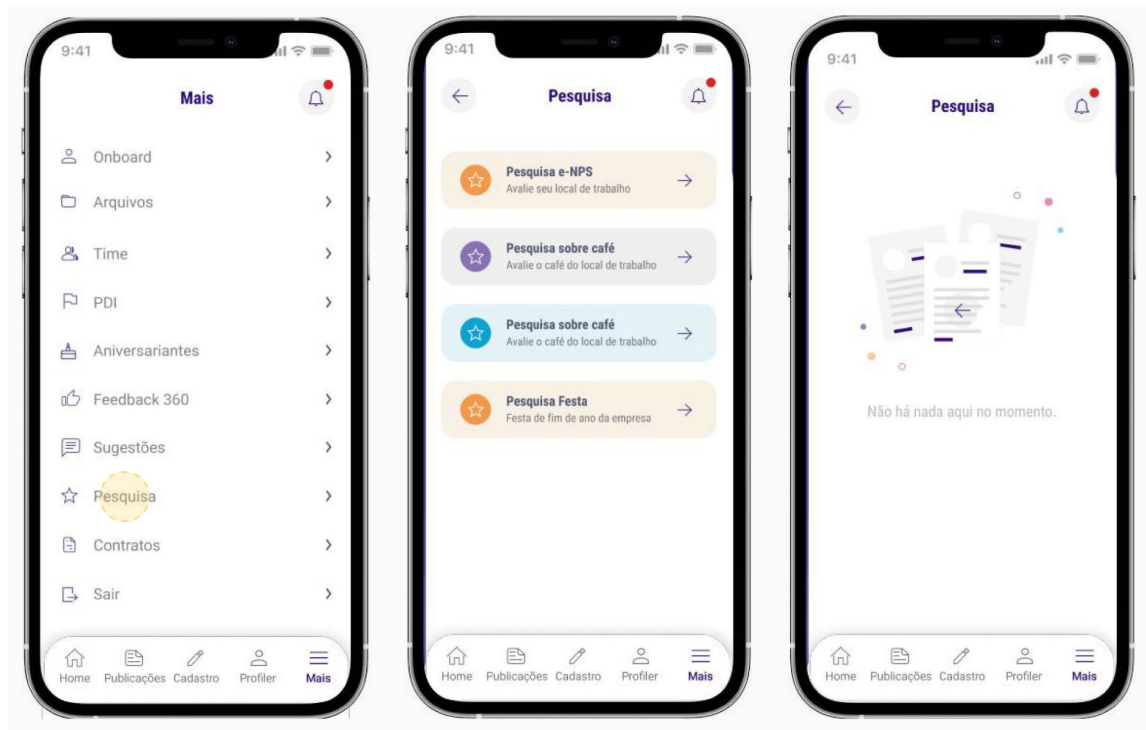 9:41
Mais
Onboard
Arquivos
Time
PDI
Aniversariantes
Feedback 360
Sugestões
Pesquisa
Contratos
Sair
Home Publicações Cadastro Profiler Mais
9:41
Pesquisa
Pesquisa e-NPS
Avalie seu local de trabalho
Pesquisa sobre café
Avalie o café do local de trabalho
Pesquisa sobre café
Avalie o café do local de trabalho
Pesquisa Festa
Festa de fim de ano da empresa
Home Publicações Cadastro Profiler Mais
9:41
Pesquisa
Não há nada aqui no momento.
Home Publicações Cadastro Profiler Mais